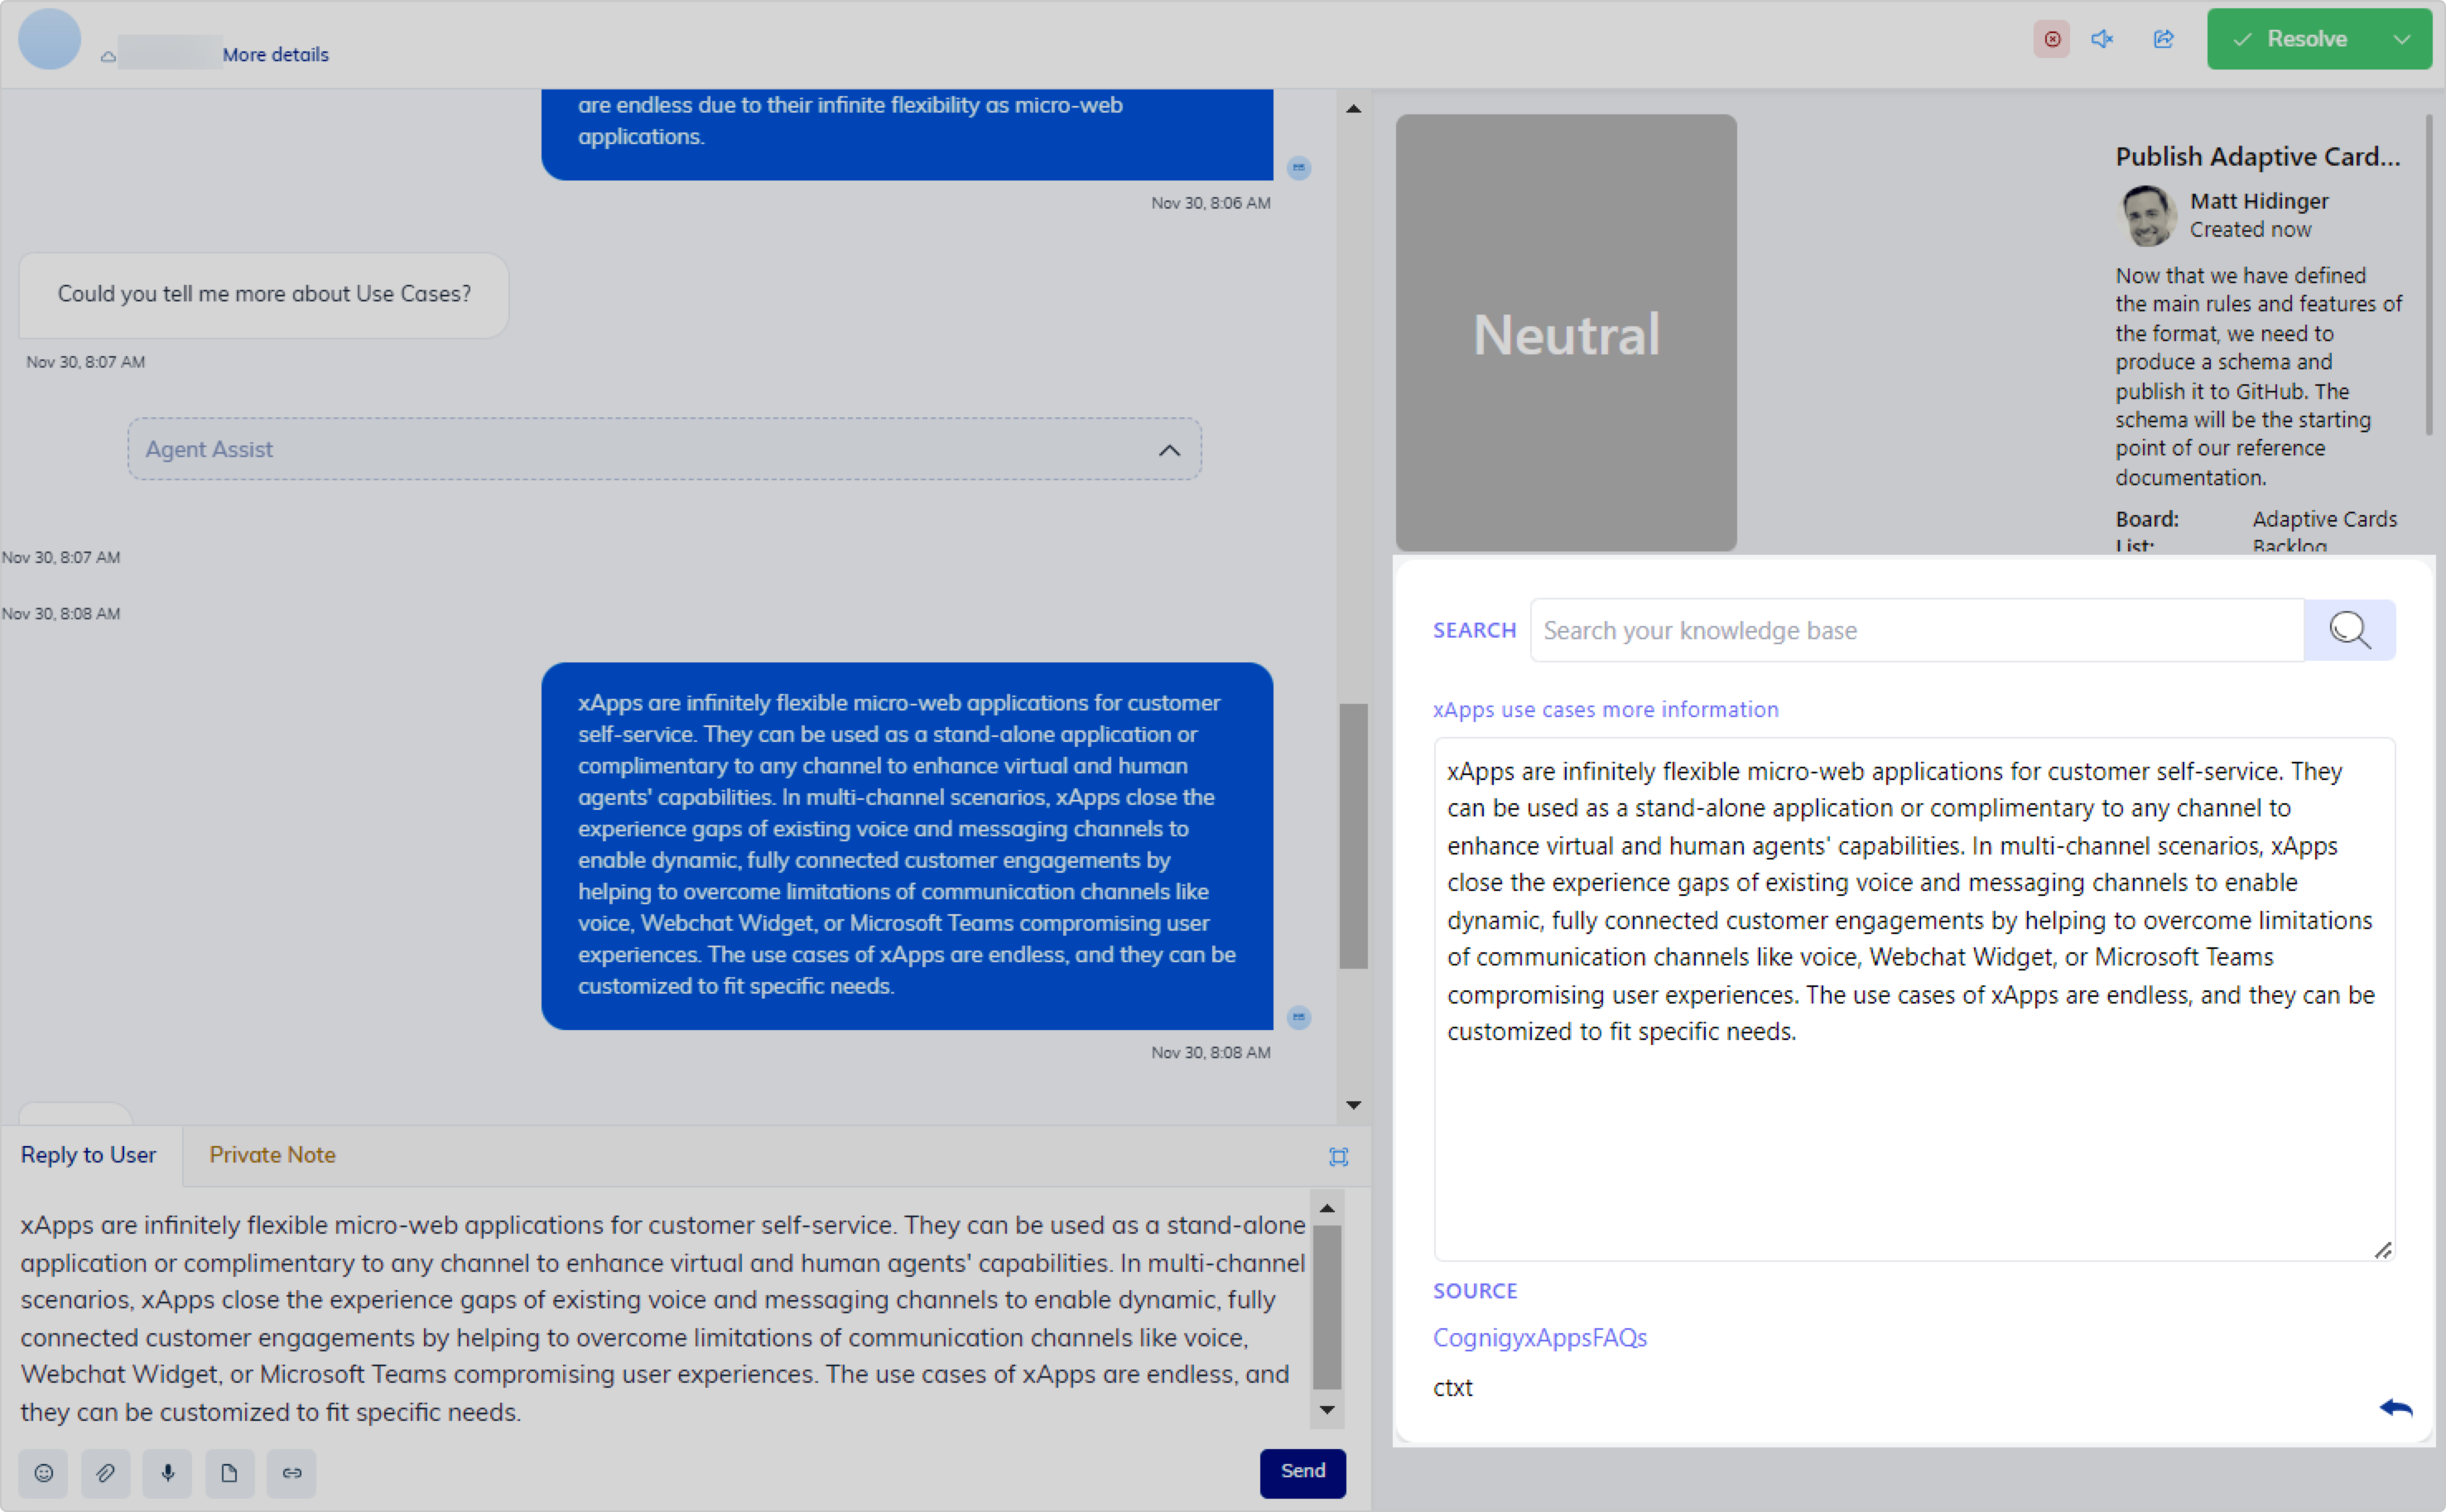 More details
Resolve
are endless due to their infinite flexibility as micro-web
applications.
Nov 30, 8:06 AM
Could you tell me more about Use Cases?
Nov 30, 8:07 AM
Agent Assist
Nov 30, 8:07 AM
Nov 30, 8:08 AM
xApps are infinitely flexible micro-web applications for customer
self-service. They can be used as a stand-alone application or
complimentary to any channel to enhance virtual and human
agents' capabilities. In multi-channel scenarios, xApps close the
experience gaps of existing voice and messaging channels to
enable dynamic, fully connected customer engagements by
helping to overcome limitations of communication channels like
voice, Webchat Widget, or Microsoft Teams compromising user
experiences. The use cases of xApps are endless, and they can be
customized to fit specific needs.
Nov 30, 8:08 AM
Reply to User
Private Note
xApps are infinitely flexible micro-web applications for customer self-service. They can be used as a stand-alone
application or complimentary to any channel to enhance virtual and human agents' capabilities. In multi-channel
scenarios, xApps close the experience gaps of existing voice and messaging channels to enable dynamic, fully
connected customer engagements by helping to overcome limitations of communication channels like voice,
Webchat Widget, or Microsoft Teams compromising user experiences. The use cases of xApps are endless, and
they can be customized to fit specific needs.
Send
Neutral
Publish Adaptive Card...
Matt Hidinger
Created now
Now that we have defined
the main rules and features of
the format, we need to
produce a schema and
publish it to GitHub. The
schema will be the starting
point of our reference
documentation.
Board: Adaptive Cards
List: Backlog
SEARCH Search your knowledge base
xApps use cases more information
xApps are infinitely flexible micro-web applications for customer self-service. They
can be used as a stand-alone application or complimentary to any channel to
enhance virtual and human agents' capabilities. In multi-channel scenarios, xApps
close the experience gaps of existing voice and messaging channels to enable
dynamic, fully connected customer engagements by helping to overcome limitations
of communication channels like voice, Webchat Widget, or Microsoft Teams
compromising user experiences. The use cases of xApps are endless, and they can be
customized to fit specific needs.
SOURCE
CognigyxAppsFAQs
ctxt